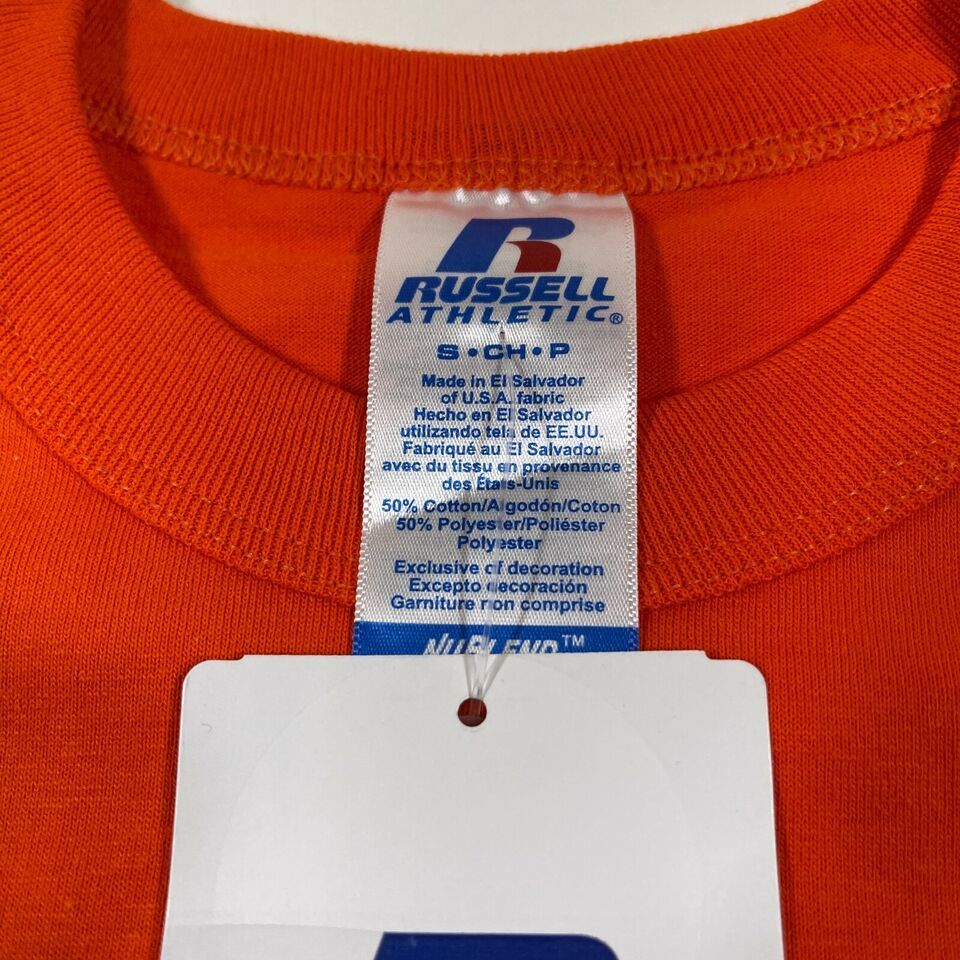 R
RUSSELL
ATHLETIC®
S • CH • P
Made in El Salvador
of U.S.A. fabric
Hecho en El Salvador
utilizando tela de EE.UU.
Fabriqué au El Salvador
avec du tissu en provenance
des États-Unis
50% Cotton/Algodón/Coton
50% Polyester/Poliéster
Polyester
Exclusive of decoration
Excepto decoración
Garniture non comprise
NUBLEND™